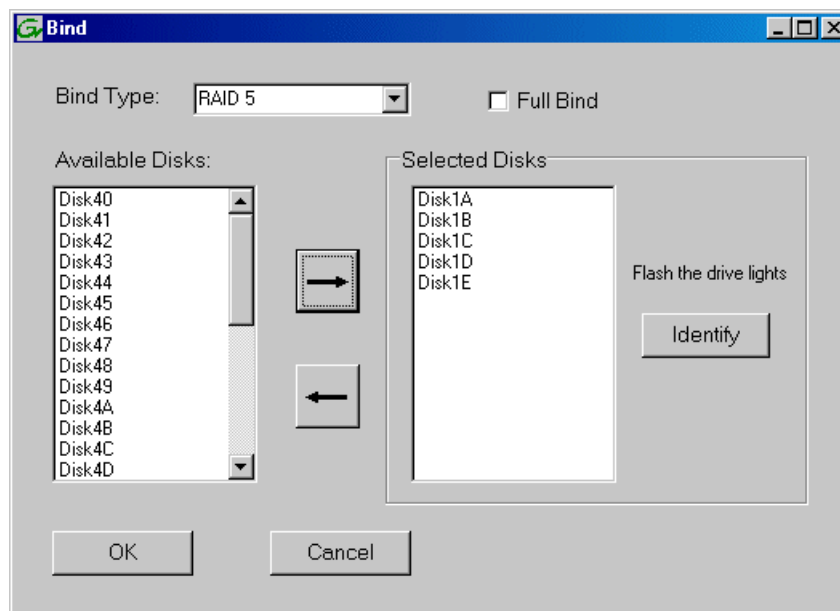 Bind
Bind Type: RAID 5 Full Bind
Available Disks:
Disk40
Disk41
Disk42
Disk43
Disk44
Disk45
Disk46
Disk47
Disk48
Disk49
Disk4A
Disk4B
Disk4C
Disk4D
Selected Disks
Disk1A
Disk1B
Disk1C
Disk1D
Disk1E
Flash the drive lights
Identify
OK Cancel